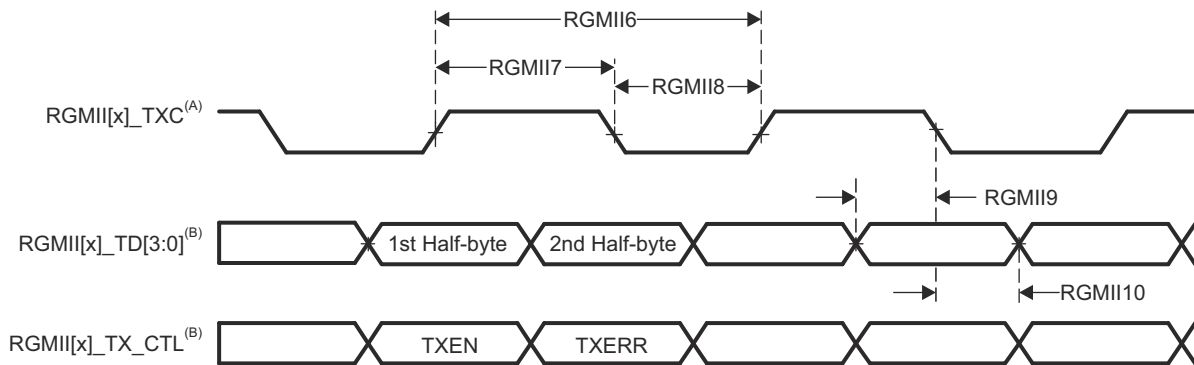 RGMII6
RGMII7
RGMII8
RGMII[x]_TXC(A)
RGMII9
RGMII[x]_TD[3:0](B)
1st Half-byte
2nd Half-byte
RGMII10
RGMII[x]_TX_CTL(B)
TXEN
TXERR